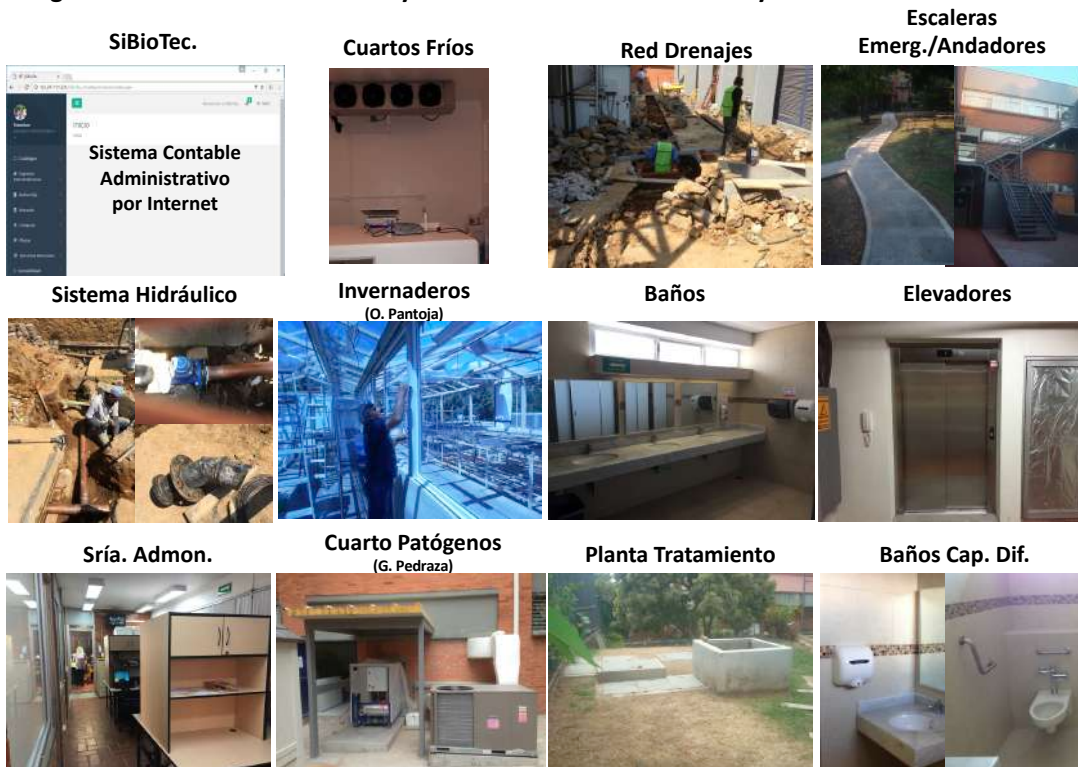 SiBioTec.
Cuartos Fríos
Red Drenajes
Escaleras
Emerg./Andadores
Inicio
Sistema Contable
Administrativo
por Internet
Sistema Hidráulico
Invernaderos
(O. Pantoja)
Baños
Elevadores
Sría. Admon.
Cuarto Patógenos
(G. Pedraza)
Planta Tratamiento
Baños Cap. Dif.